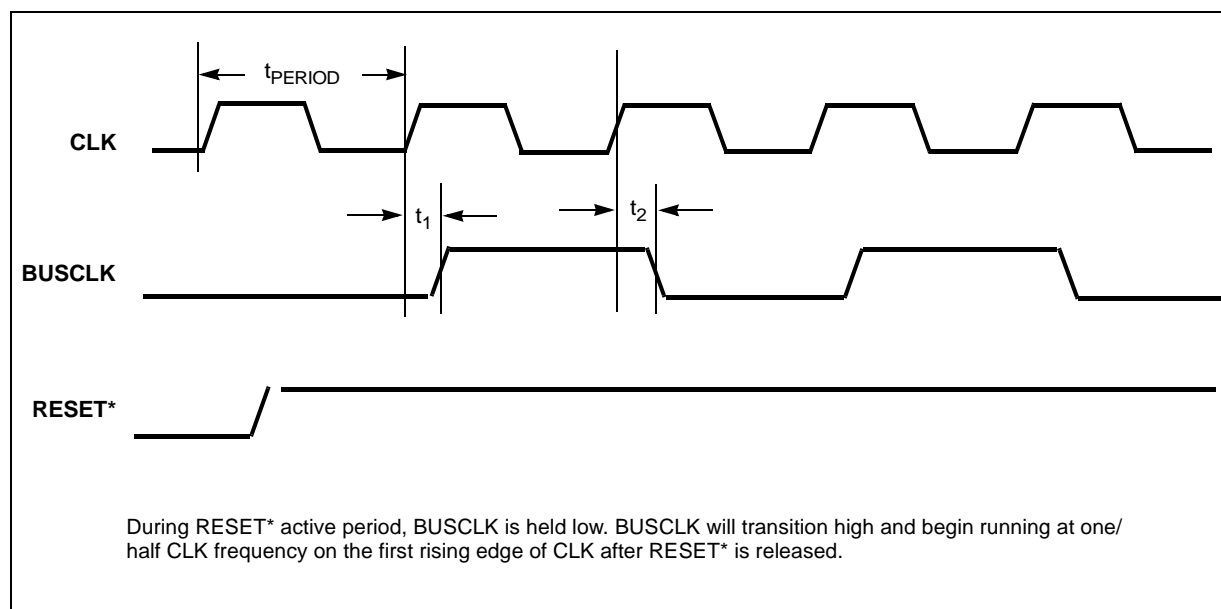 tPERIOD
CLK
t1
t2
BUSCLK
RESET*
During RESET* active period, BUSCLK is held low. BUSCLK will transition high and begin running at one/
half CLK frequency on the first rising edge of CLK after RESET* is released.